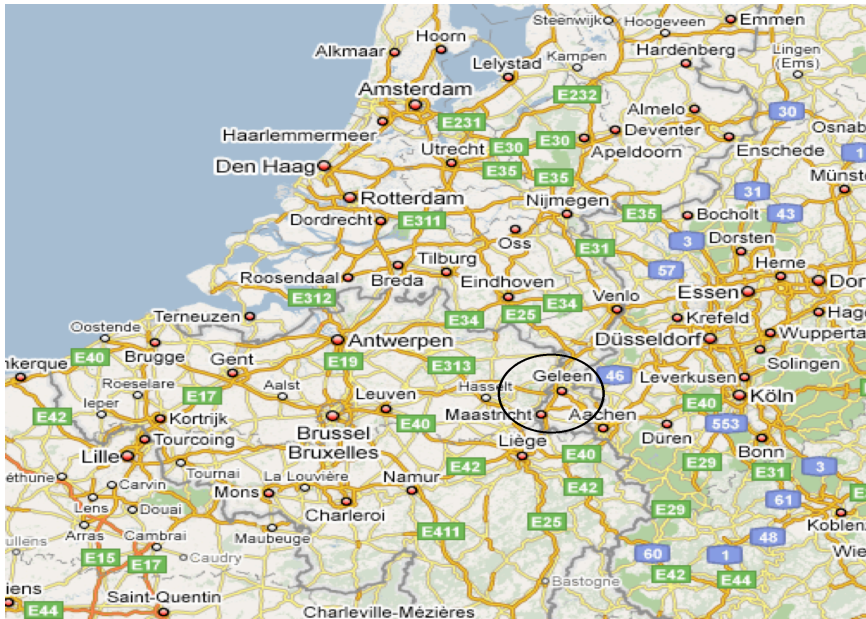 Steenwijk
Hoogeveen
Emmen
Hoorn
Alkmaar
Kampen
Hardenberg
Lingen
(Ems)
Lelystad
Amsterdam
E232
Almelo
30
Haarlemmermeer
E231
Deventer
Osnab
Utrecht
E30
E30
Apeldoorn
Enschede
1
Den Haag
E35
E35
Münste
31
Rotterdam
Nijmegen
Dordrecht
E311
E35
Bocholt
43
Oss
E31
3
Dorsten
Tilburg
57
Herne
Roosendaal
Breda
Eindhoven
Essen
Dor
E312
E34
Venlo
Terneuzen
E34
E25
Krefeld
Hage
Oostende
Antwerpen
Düsseldorf
Wuppertal
E40
Brugge
E19
E313
Solingen
nkerque
Gent
Geleen
46
Leverkusen
Roeselare
E17
Aalst
Leuven
Hasselt
E40
Köln
Ieper
E42
Kortrijk
Brussel
Bruxelles
E40
Maastricht
Aachen
Düren
553
Tourcoing
Liège
Bonn
Lille
Tournai
La Louvière
Namur
E42
E40
E29
E31
3
éthune
Carvin
Mons
E42
61
Lens
Douai
Charleroi
E25
E29
Koblen
Arras
Cambrai
Maubeuge
E411
48
ullens
E15
E17
Caudry
60
1
Wie
iens
Bastogne
E42
E44
E44
Saint-Quentin
Charleville-Mézières